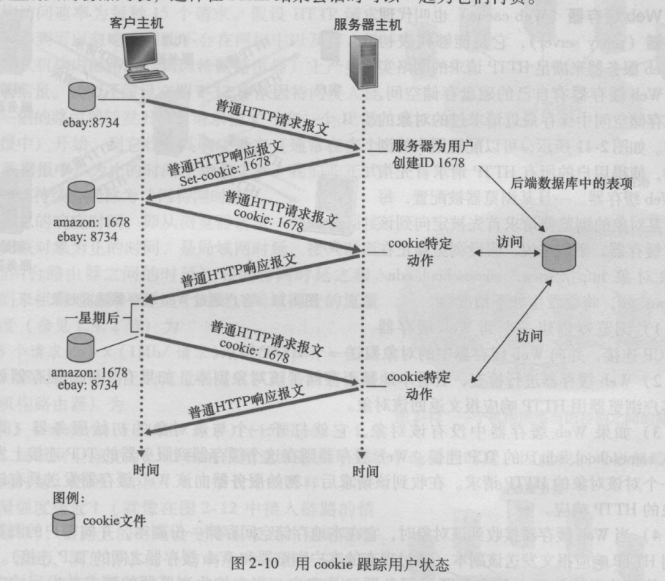 客户主机
服务器主机
ebay:8734
普通HTTP请求报文
服务器为用户
创建ID 1678
普通HTTP响应报文
Set-cookie: 1678
后端数据库中的表项
amazon: 1678
ebay: 8734
普通HTTP请求报文
cookie: 1678
cookie特定
动作
访问
普通HTTP响应报文
一星期后
访问
普通HTTP请求报文
cookie: 1678
amazon: 1678
ebay: 8734
cookie特定
动作
普通HTTP响应报文
时间
时间
图例:
cookie文件
图2-10 用 cookie 跟踪用户状态